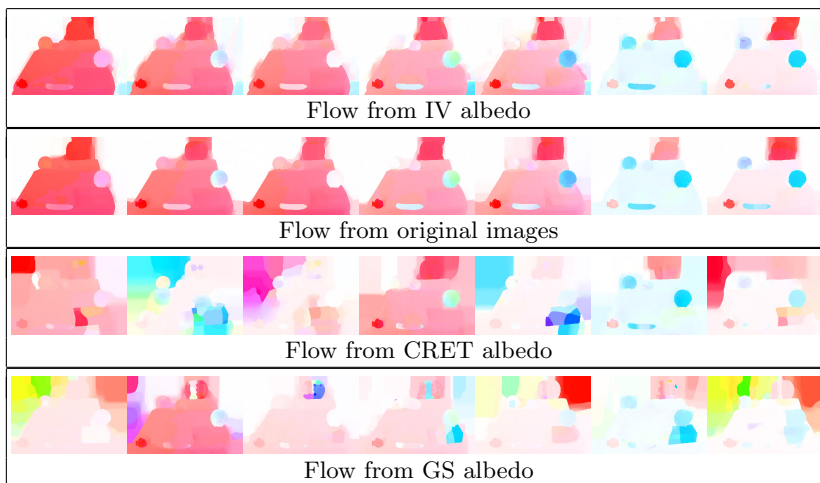 Flow from IV albedo
Flow from original images
Flow from CRET albedo
Flow from GS albedo